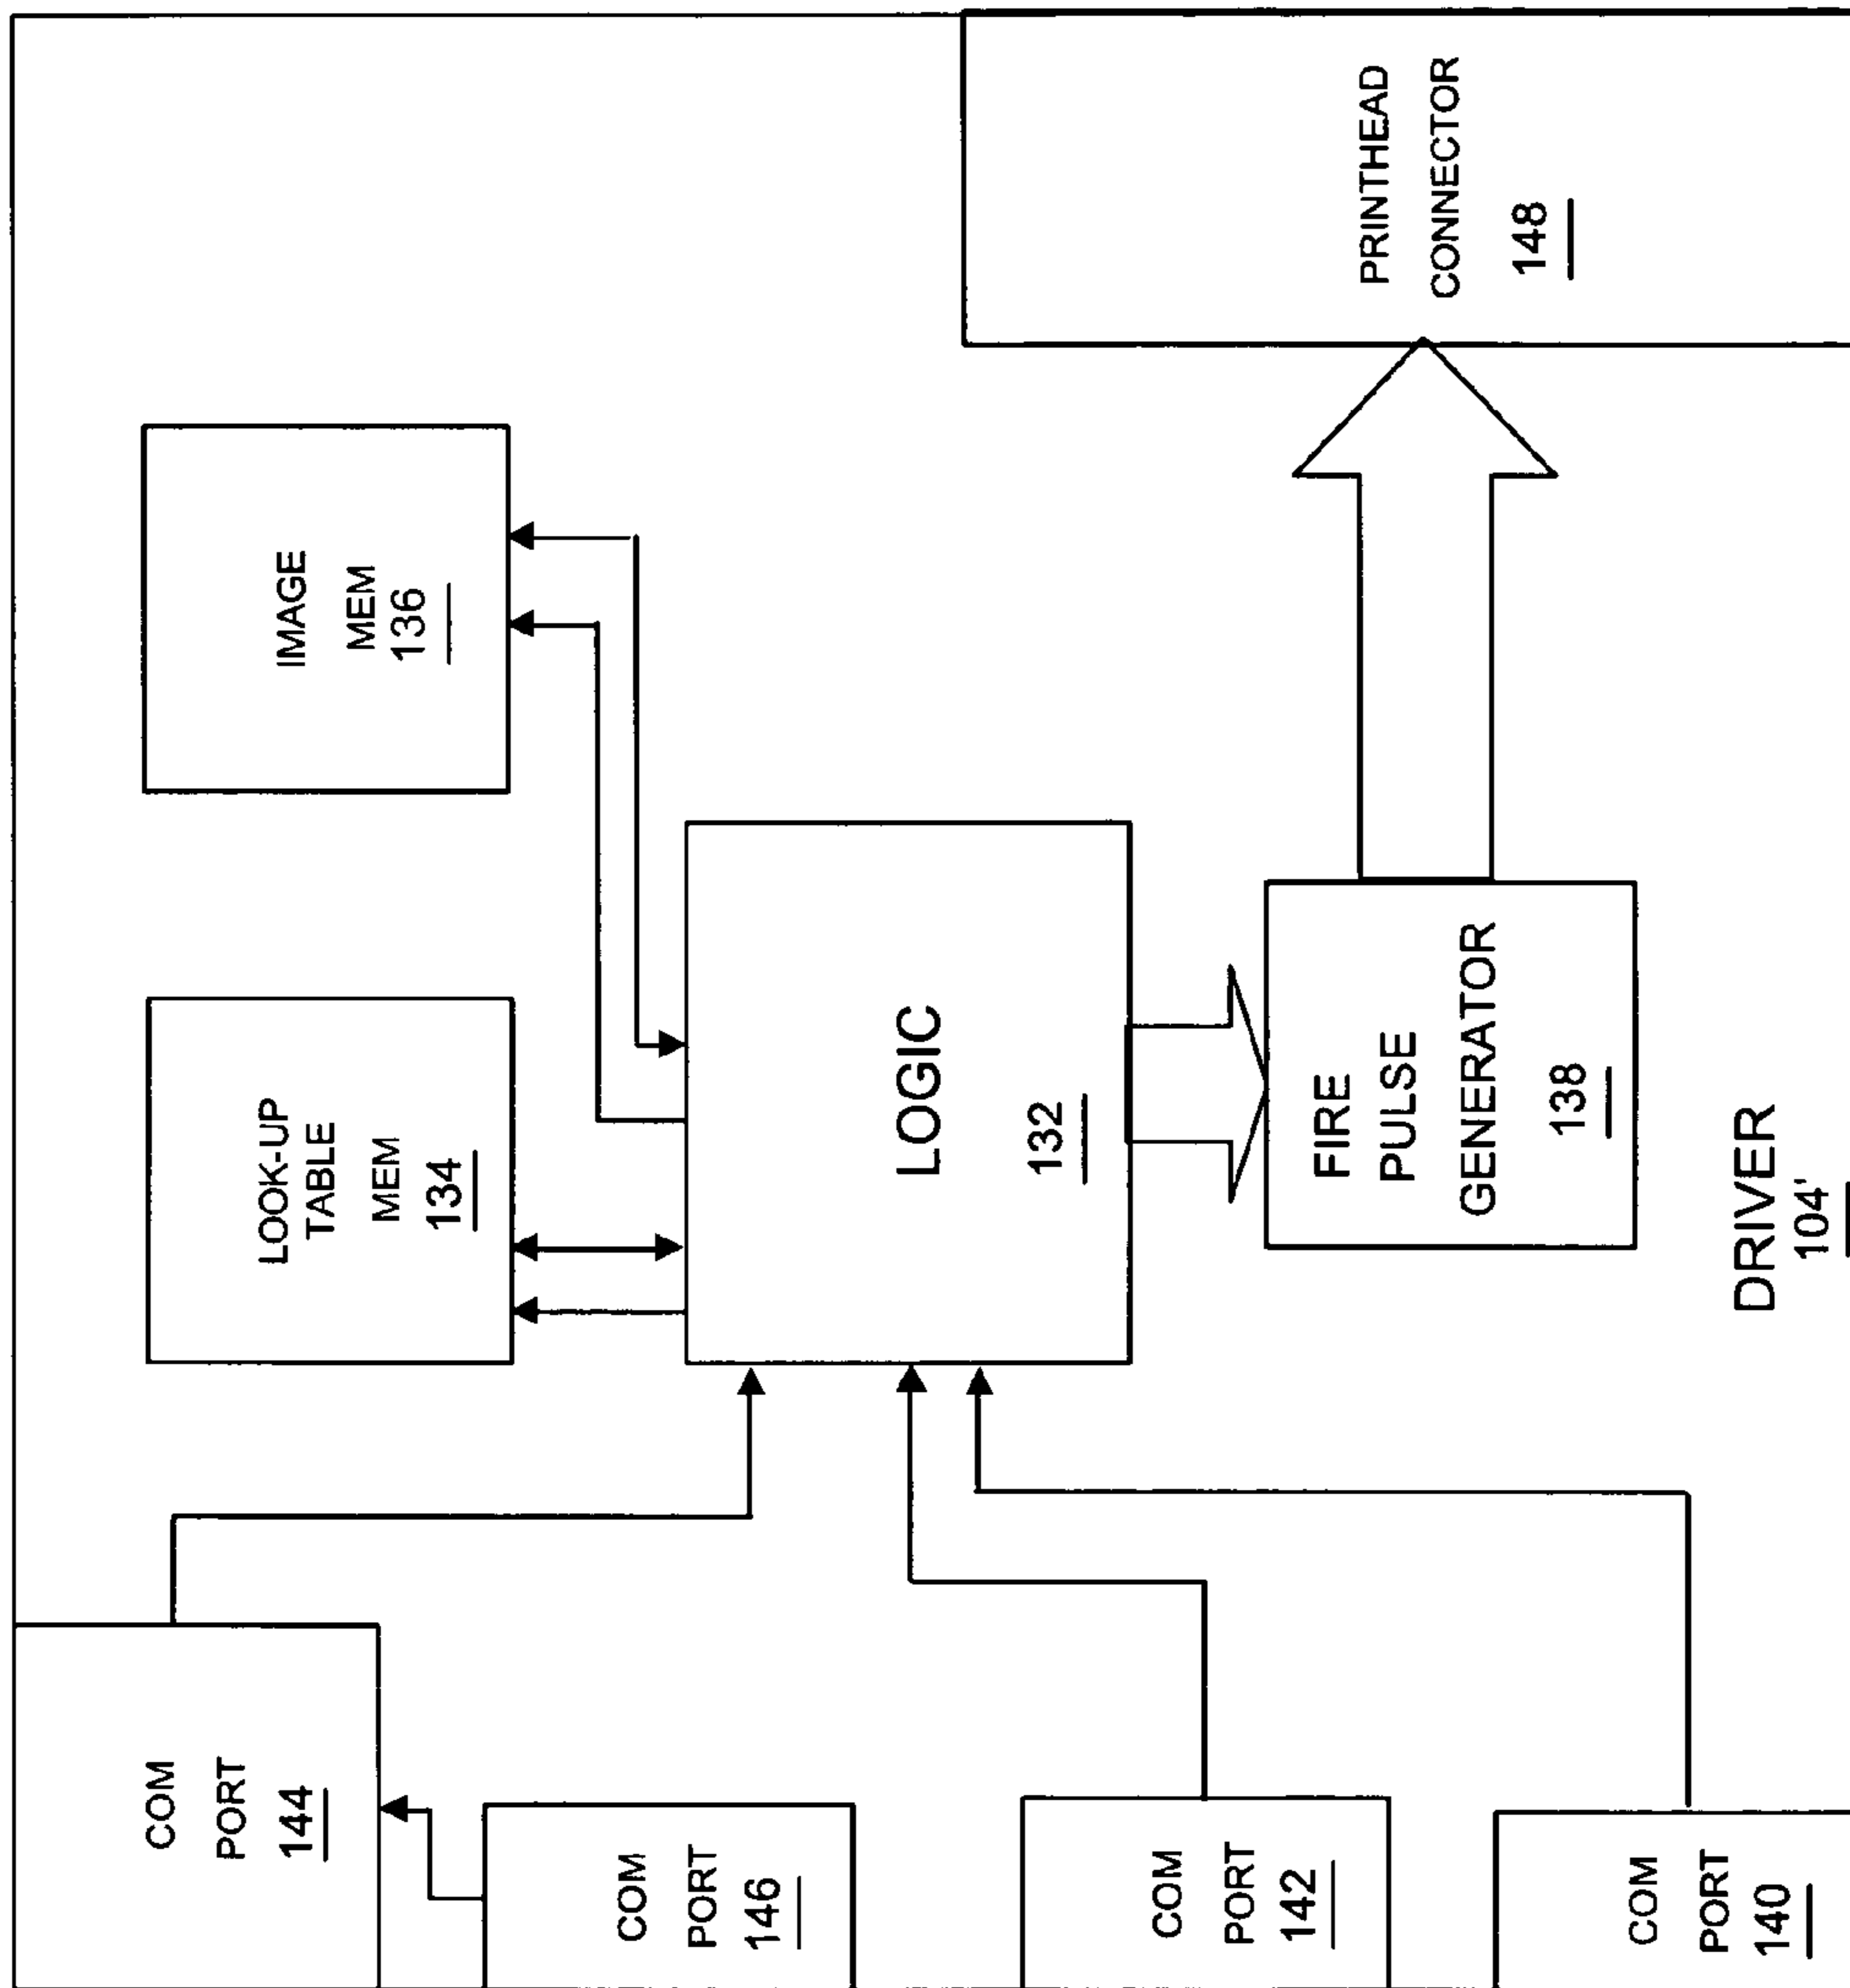 COM
PORT
144
COM
PORT
146
COM
PORT
142
COM
PORT
140
LOOK-UP
TABLE
MEM
134
IMAGE
MEM
136
LOGIC
132
FIRE
PULSE
GENERATOR
138
PRINTHEAD
CONNECTOR
148
DRIVER
104'